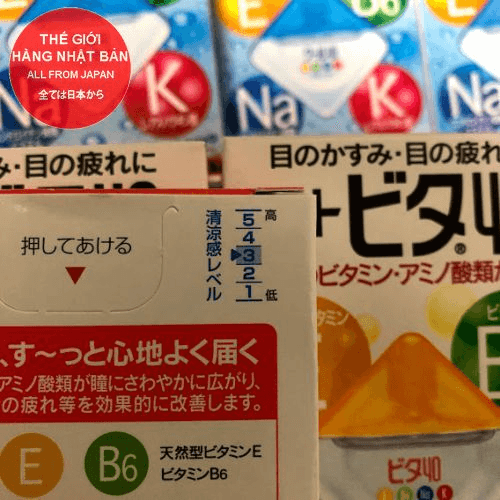 THẾ GIỚI
HÀNG NHẬT BẢN
ALL FROM JAPAN
全ては日本から
E
B6
Na
K
Na
み・目の疲れに
目のかすみ・目の疲れ
ビタ40
®
ビタミン・アミノ酸類が
押してあける
清涼感レベル
5 高
4
3
2
1 低
、す～っと心地よく届く
アミノ酸類が瞳にさわやかに広がり、
の疲れ等を効果的に改善します。
E
B6
天然型ビタミンE
ビタミンB6
ビタミン
E
ビタ40